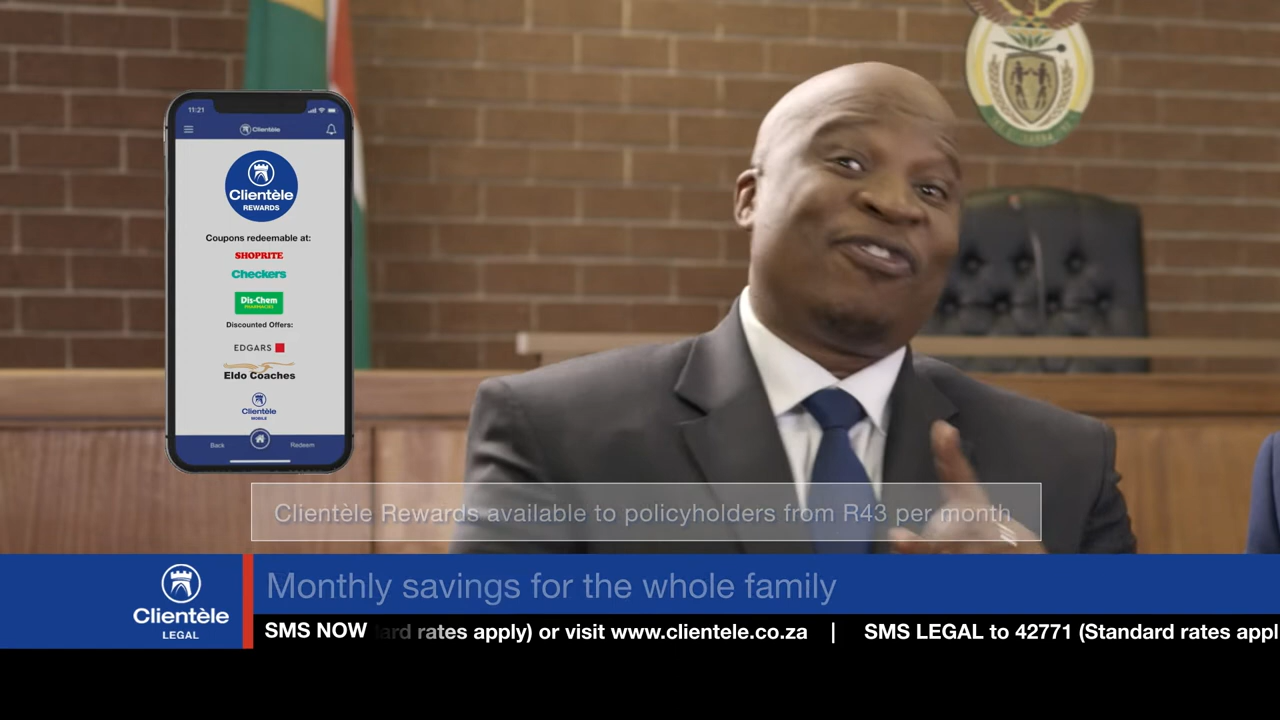 11:21
Clientèle
Clientèle
REWARDS
Coupons redeemable at:
SHOPRITE
Checkers
Dis-Chem
PHARMACIES
Discounted Offers:
EDGARS
Eldo Coaches
Clientèle
MOBILE
Back
Redeem
Clientèle Rewards available to policyholders from R43 per month
Monthly savings for the whole family
Clientèle
LEGAL
SMS NOW ard rates apply) or visit www.clientele.co.za | SMS LEGAL to 42771 (Standard rates appl